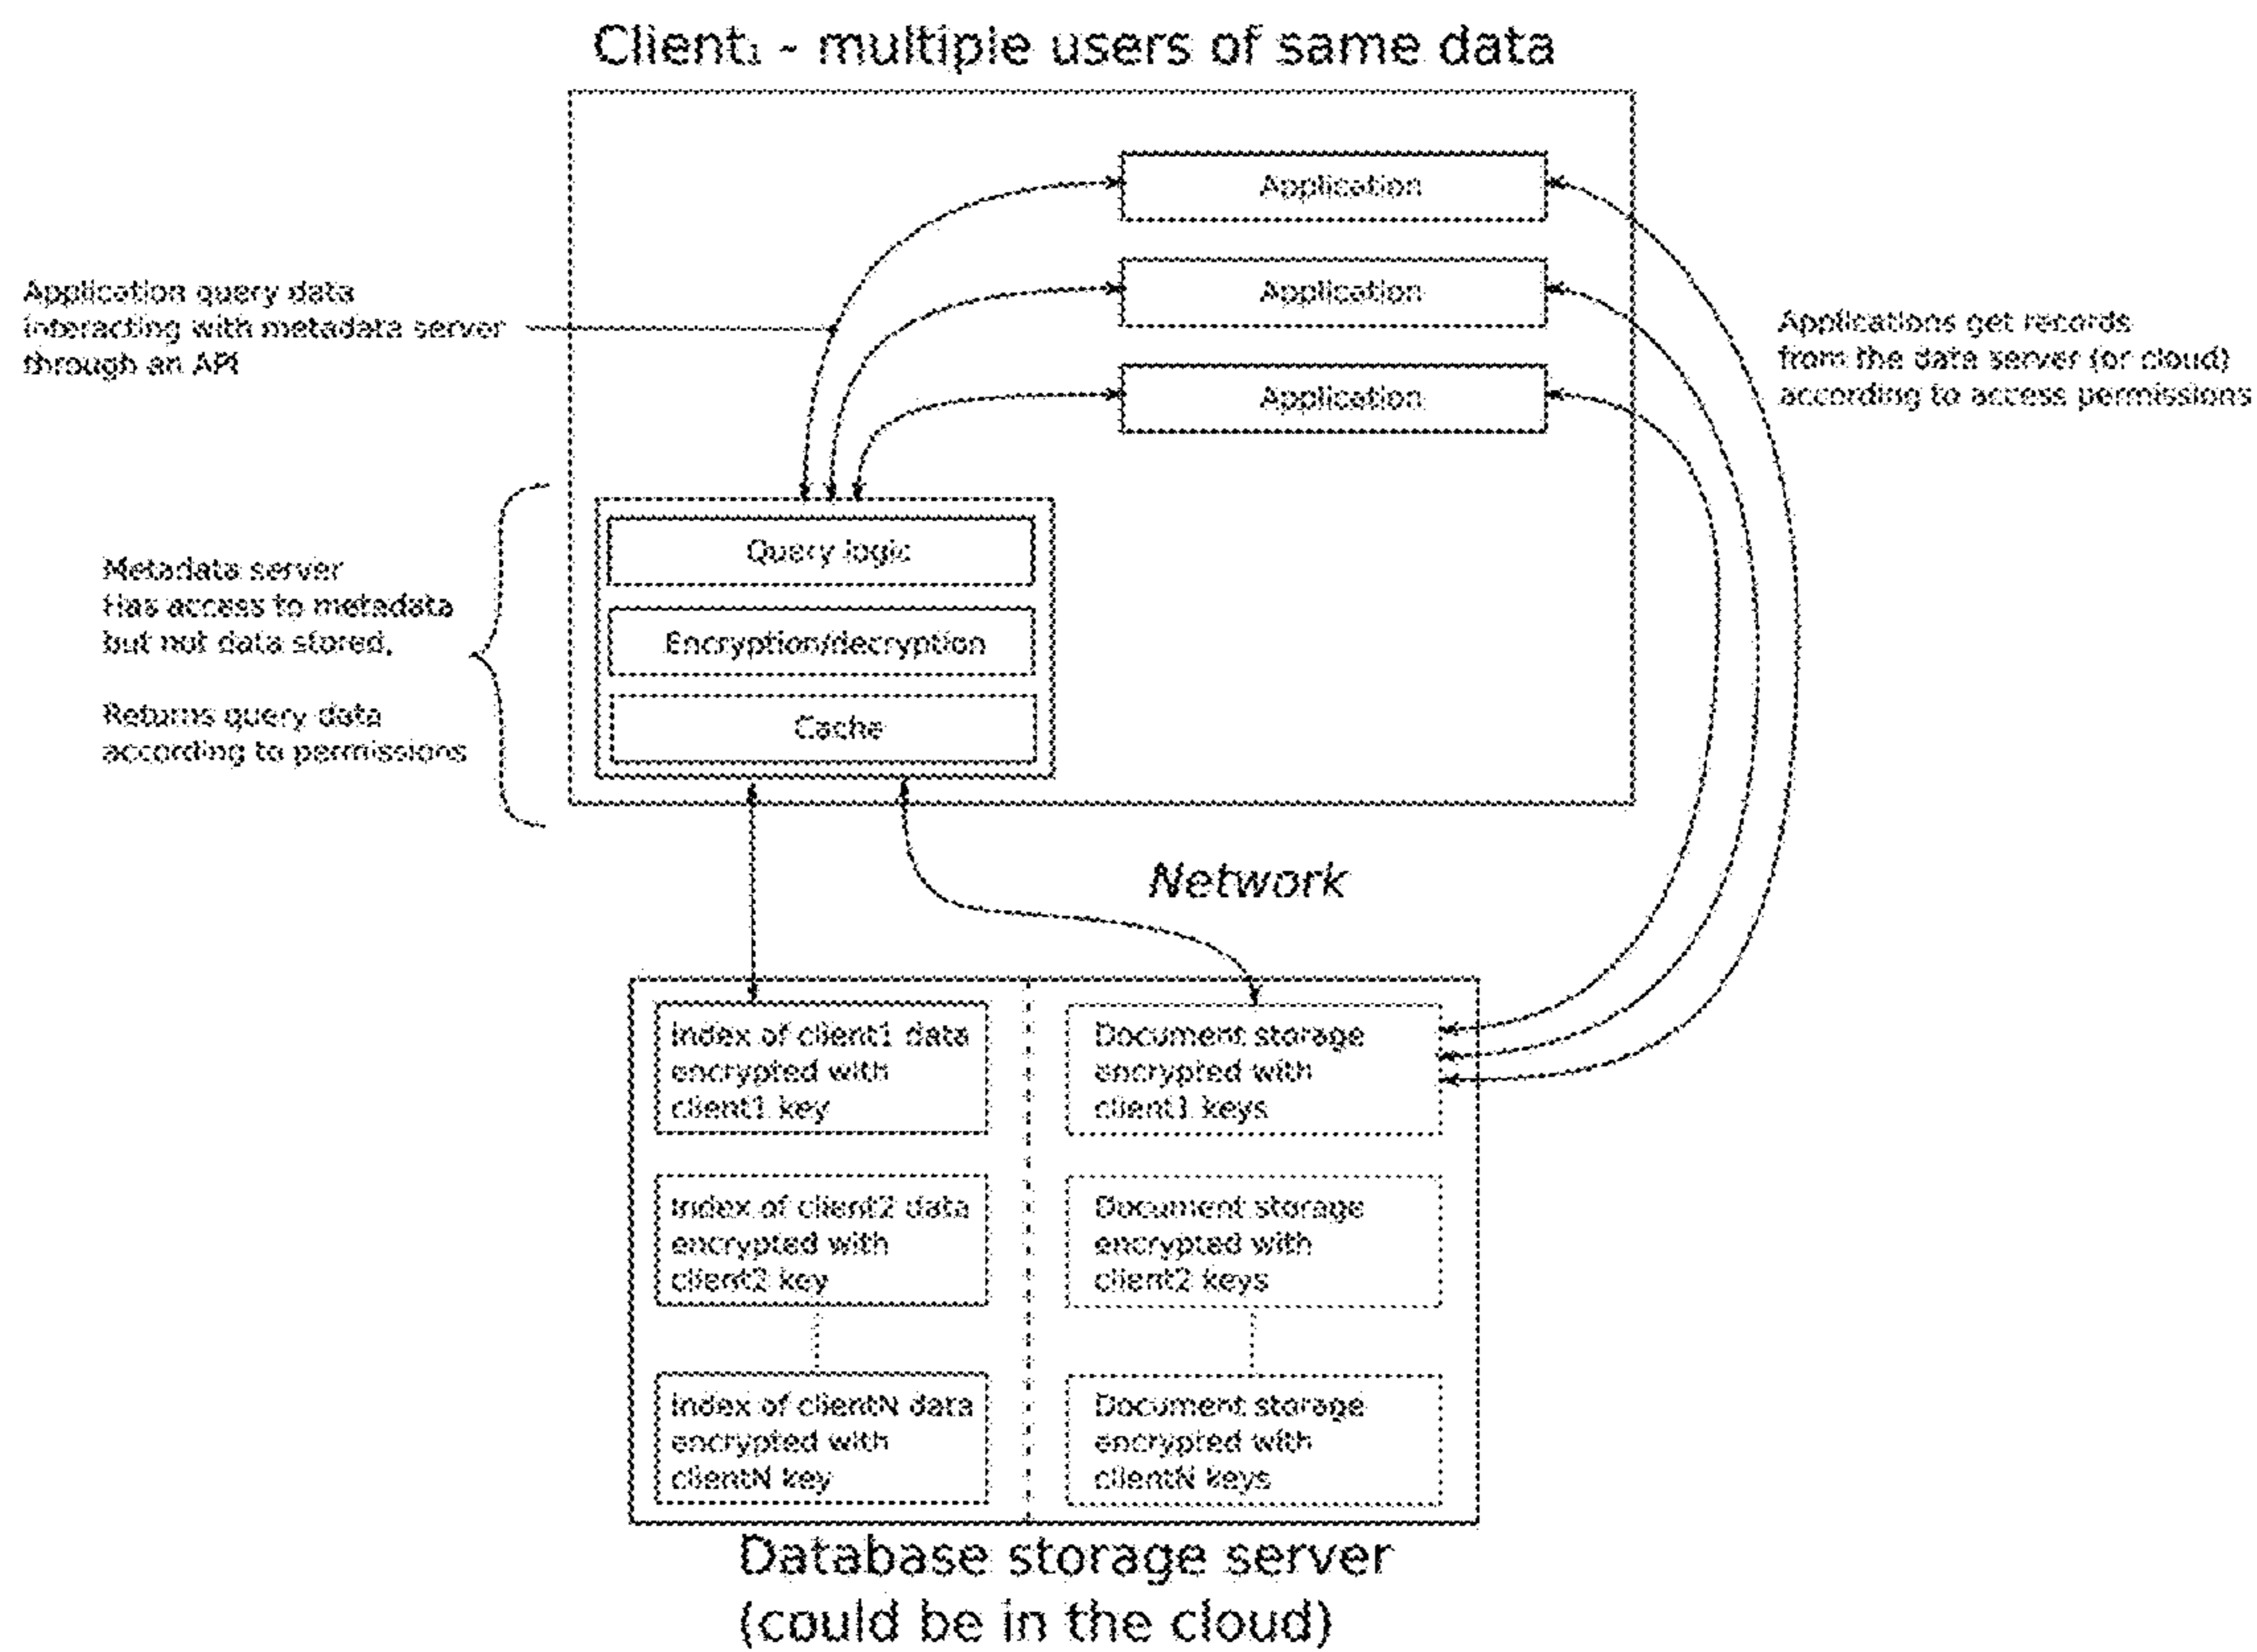 Client₁ - multiple users of same data
Application
Application
Application
Application query data
interacting with metadata server
through an API
Applications get records
from the data server (or cloud)
according to access permissions
Query logic
Encryption/decryption
Cache
Metadata server
Has access to metadata
but not data stored.
Returns query data
according to permissions
Network
Index of client1 data
encrypted with
client1 key
Document storage
encrypted with
client1 keys
Index of client2 data
encrypted with
client2 key
Document storage
encrypted with
client2 keys
Index of clientN data
encrypted with
clientN key
Document storage
encrypted with
clientN keys
Database storage server
(could be in the cloud)